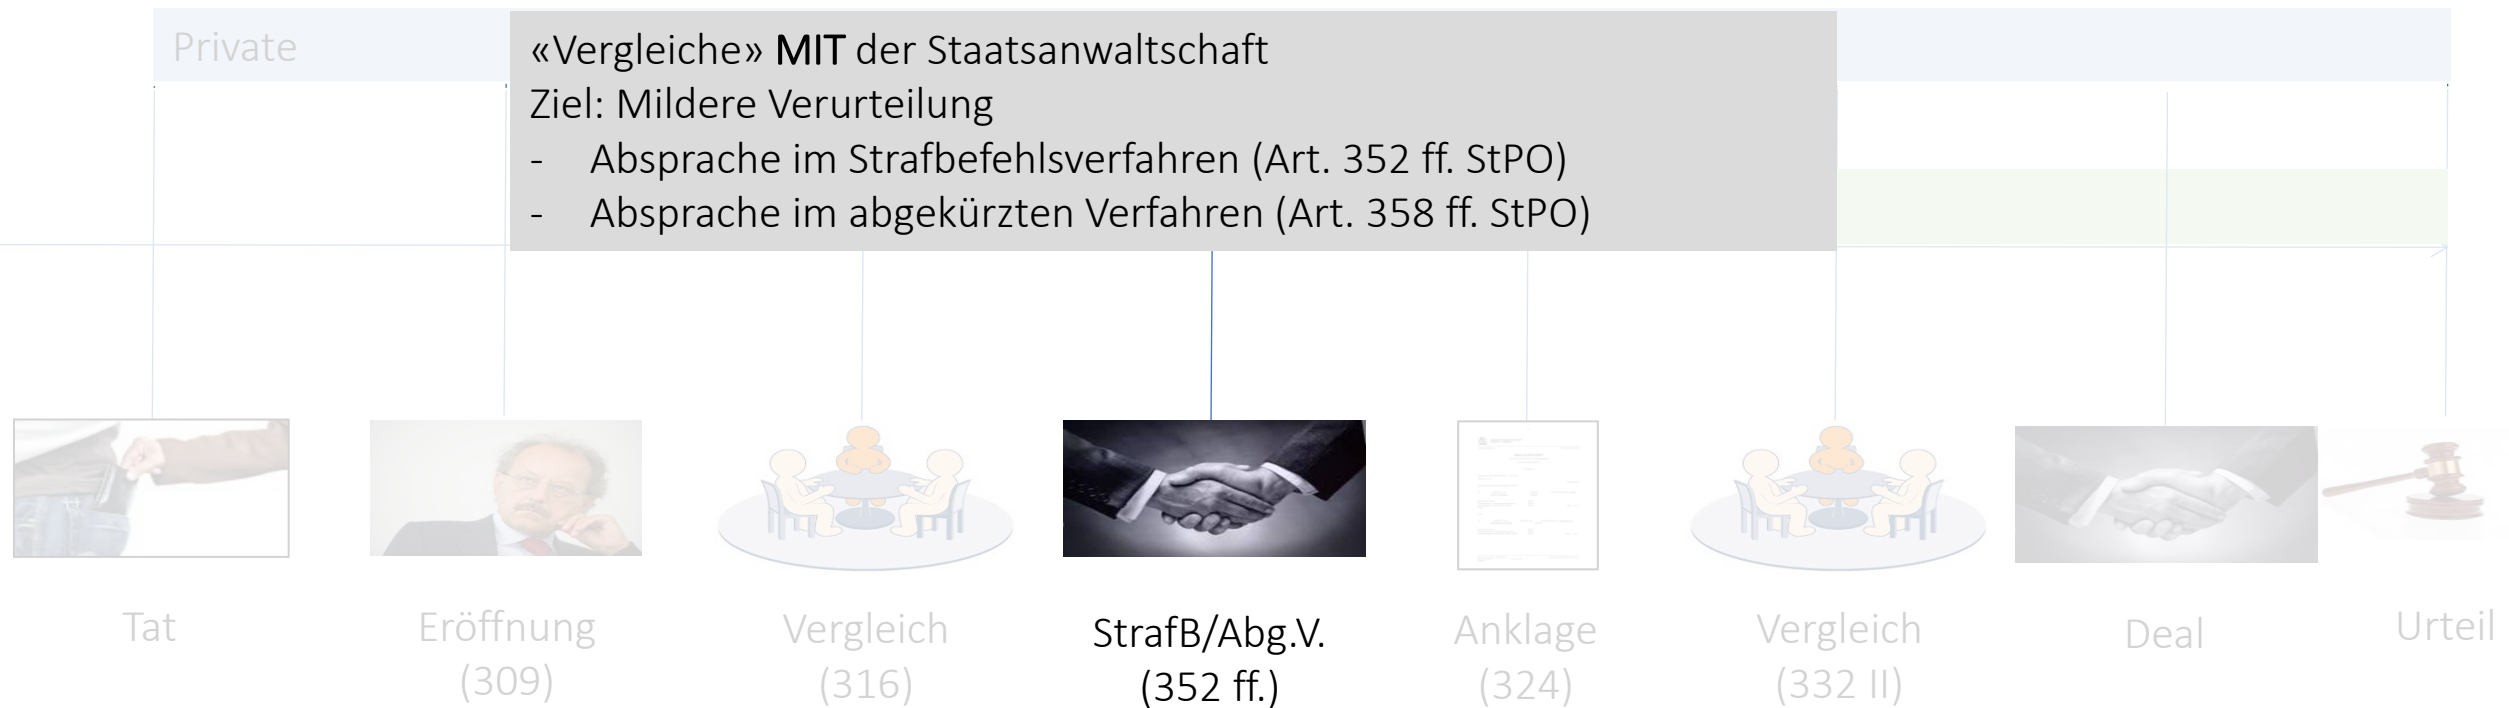 Private
«Vergleiche» MIT der Staatsanwaltschaft
Ziel: Mildere Verurteilung
- Absprache im Strafbefehlsverfahren (Art. 352 ff. StPO)
- Absprache im abgekürzten Verfahren (Art. 358 ff. StPO)
Tat
Eröffnung
(309)
Vergleich
(316)
StrafB/Abg.V.
(352 ff.)
Anklage
(324)
Vergleich
(332 II)
Deal
Urteil